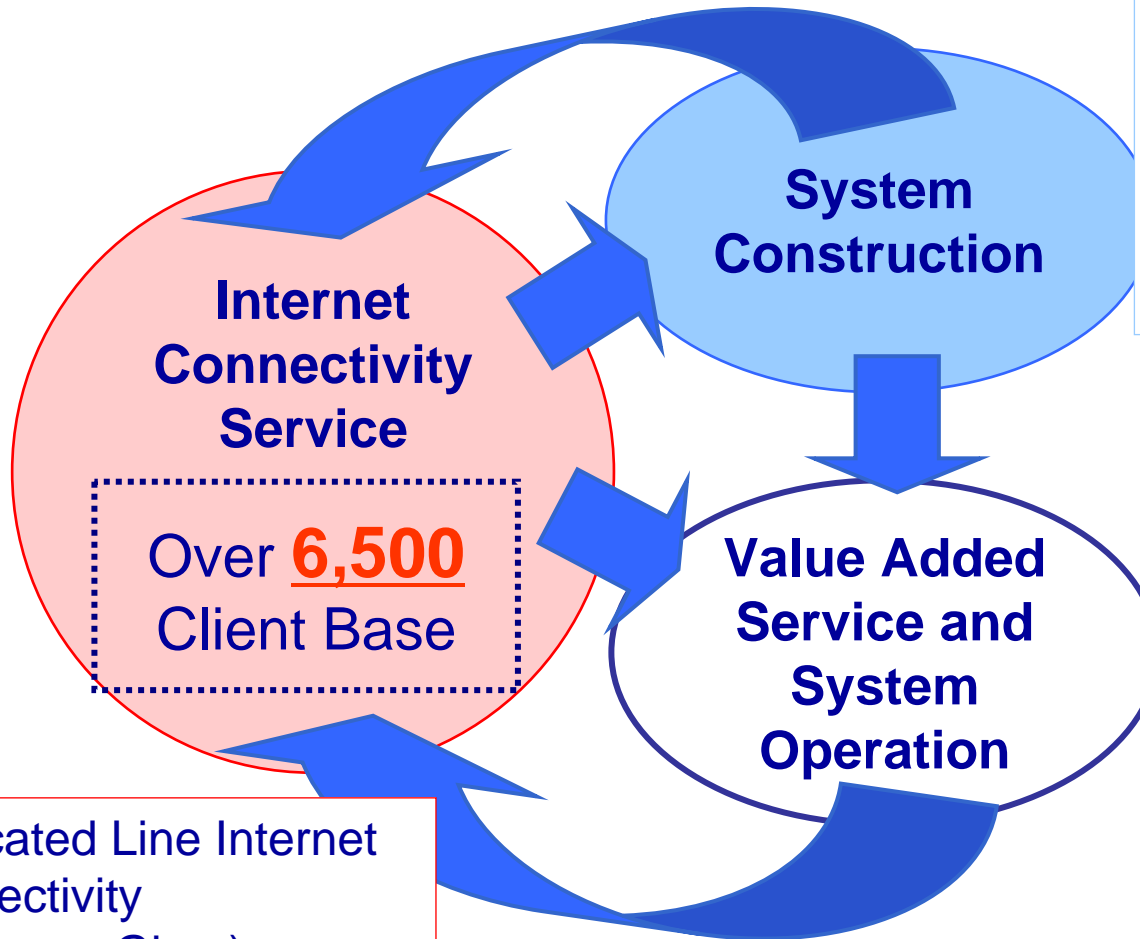 System
Construction
Internet
Connectivity
Service
Over 6,500
Client Base
Value Added
Service and
System
Operation
cated Line Internet
ectivity